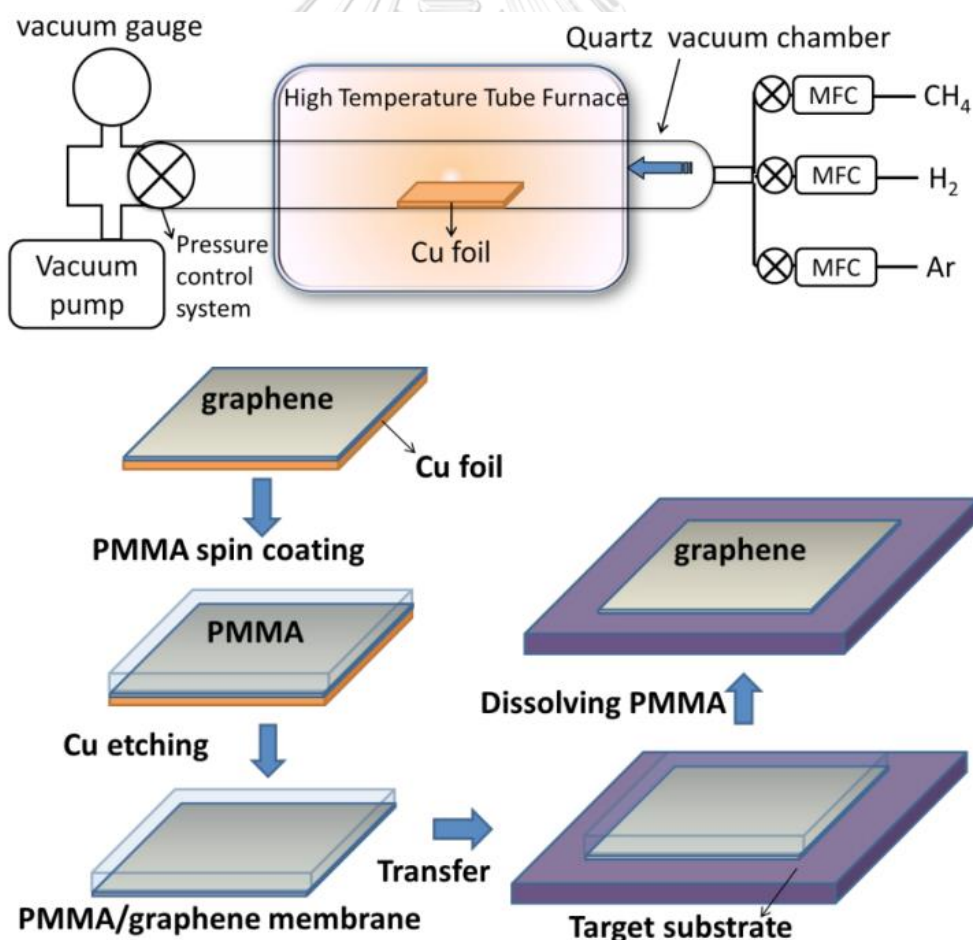 vacuum gauge
Quartz vacuum chamber
High Temperature Tube Furnace
MFC
CH₄
MFC
H₂
MFC
Ar
Cu foil
Pressure
control
system
Vacuum
pump
graphene
Cu foil
PMMA spin coating
PMMA
Cu etching
PMMA/graphene membrane
Transfer
Target substrate
Dissolving PMMA
graphene